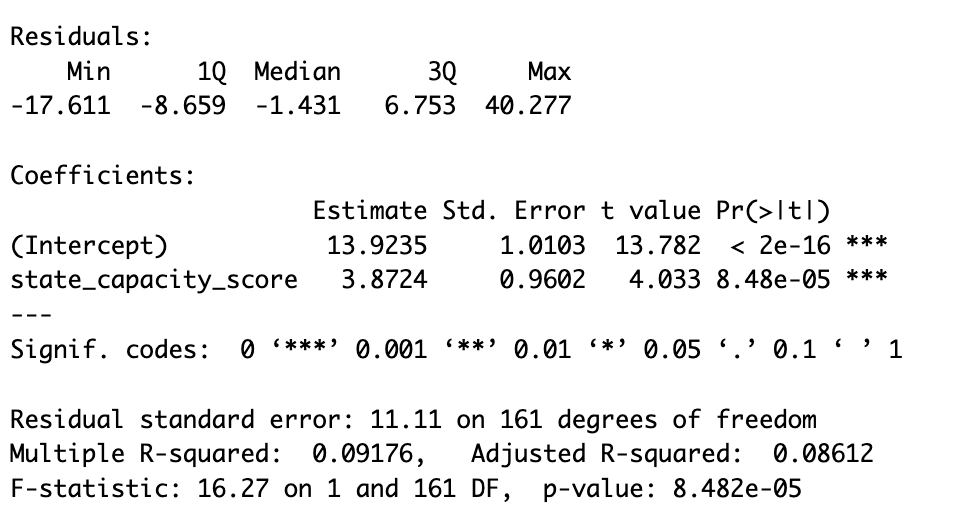 Residuals:
    Min      1Q  Median      3Q     Max
-17.611  -8.659  -1.431   6.753  40.277

Coefficients:
                     Estimate Std. Error t value Pr(>|t|)
(Intercept)           13.9235     1.0103  13.782  < 2e-16 ***
state_capacity_score   3.8724     0.9602   4.033 8.48e-05 ***
---
Signif. codes:  0 ‘***’ 0.001 ‘**’ 0.01 ‘*’ 0.05 ‘.’ 0.1 ‘ ’ 1

Residual standard error: 11.11 on 161 degrees of freedom
Multiple R-squared:  0.09176,	Adjusted R-squared:  0.08612
F-statistic: 16.27 on 1 and 161 DF,  p-value: 8.482e-05